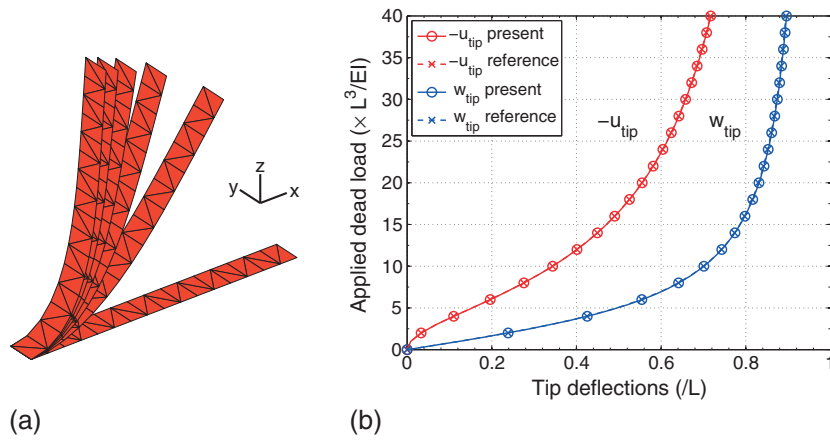 (a)
z
y
x
(b)
Applied dead load (× L³/EI)
40
35
30
25
20
15
10
5
0
−u_tip present
−u_tip reference
w_tip present
w_tip reference
−u_tip
w_tip
0
0.2
0.4
0.6
0.8
1
Tip deflections (/L)